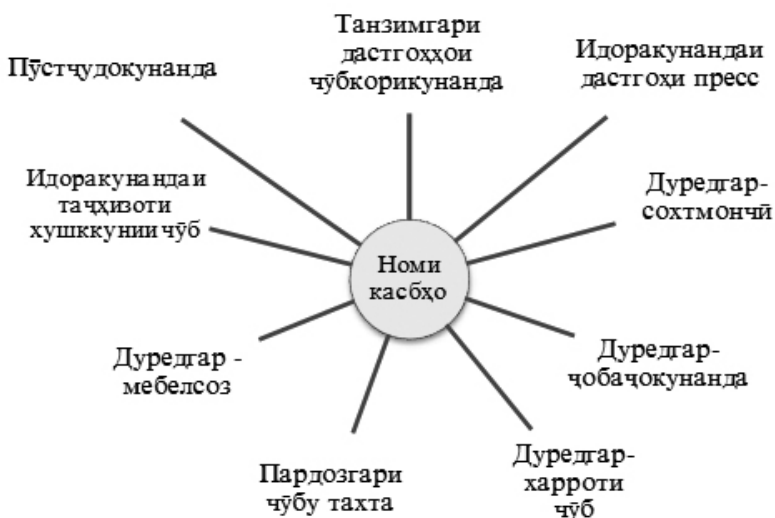 Танзимгари
дастгоҳҳои
чӯбкорикунанда
Идоракунандаи
дастгоҳи пресс
Пӯстҷудокунанда
Идоракунандаи
таҷҳизоти
хушккунии чӯб
Дуредгар-
сохтмончӣ
Номи
касбҳо
Дуредгар -
мебелсоз
Дуредгар-
ҷобаҷокунанда
Пардозгари
чӯбу тахта
Дуредгар-
харроти
чӯб